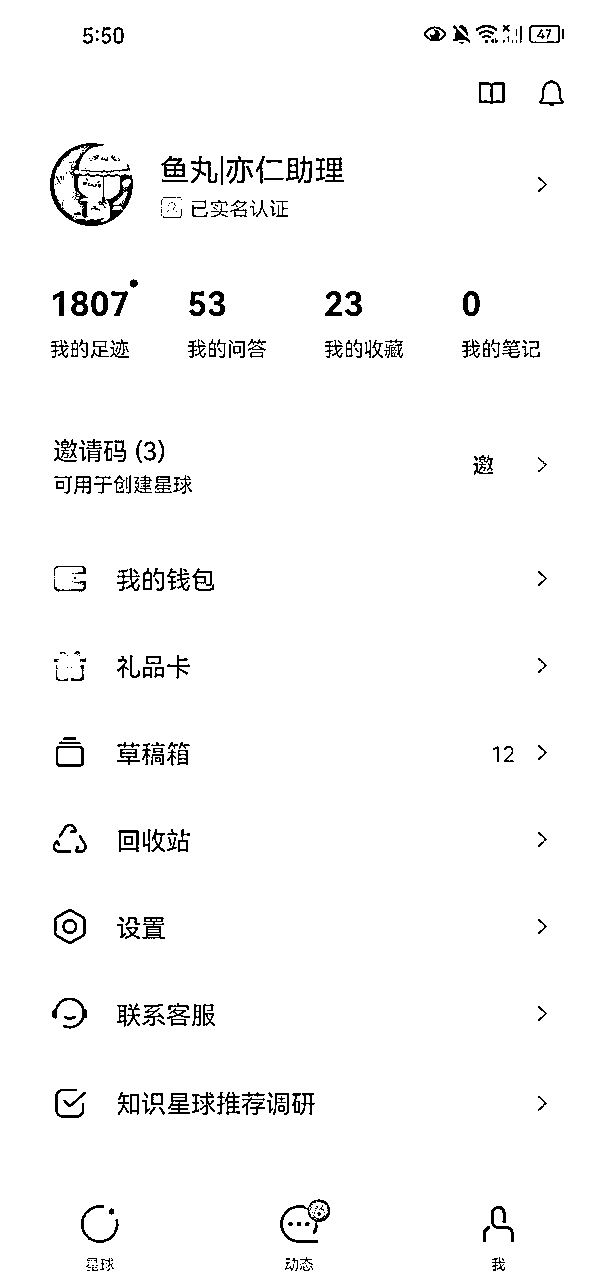 5:50
47
鱼丸|亦仁助理
已实名认证
1807 53 23 0
我的足迹 我的问答 我的收藏 我的笔记
邀请码 (3)
邀
可用于创建星球
我的钱包
礼品卡
草稿箱 12
回收站
设置
联系客服
知识星球推荐调研
星球 动态 我